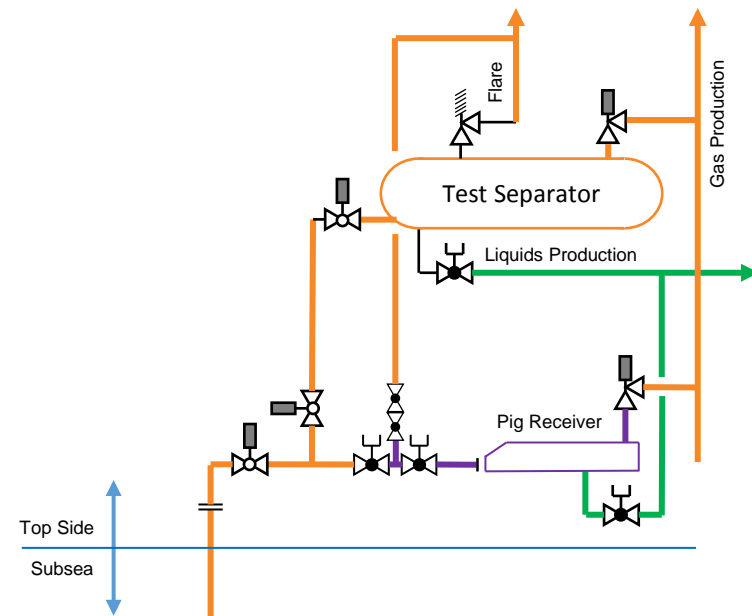 Flare
Gas Production
Test Separator
Liquids Production
Pig Receiver
Top Side
Subsea